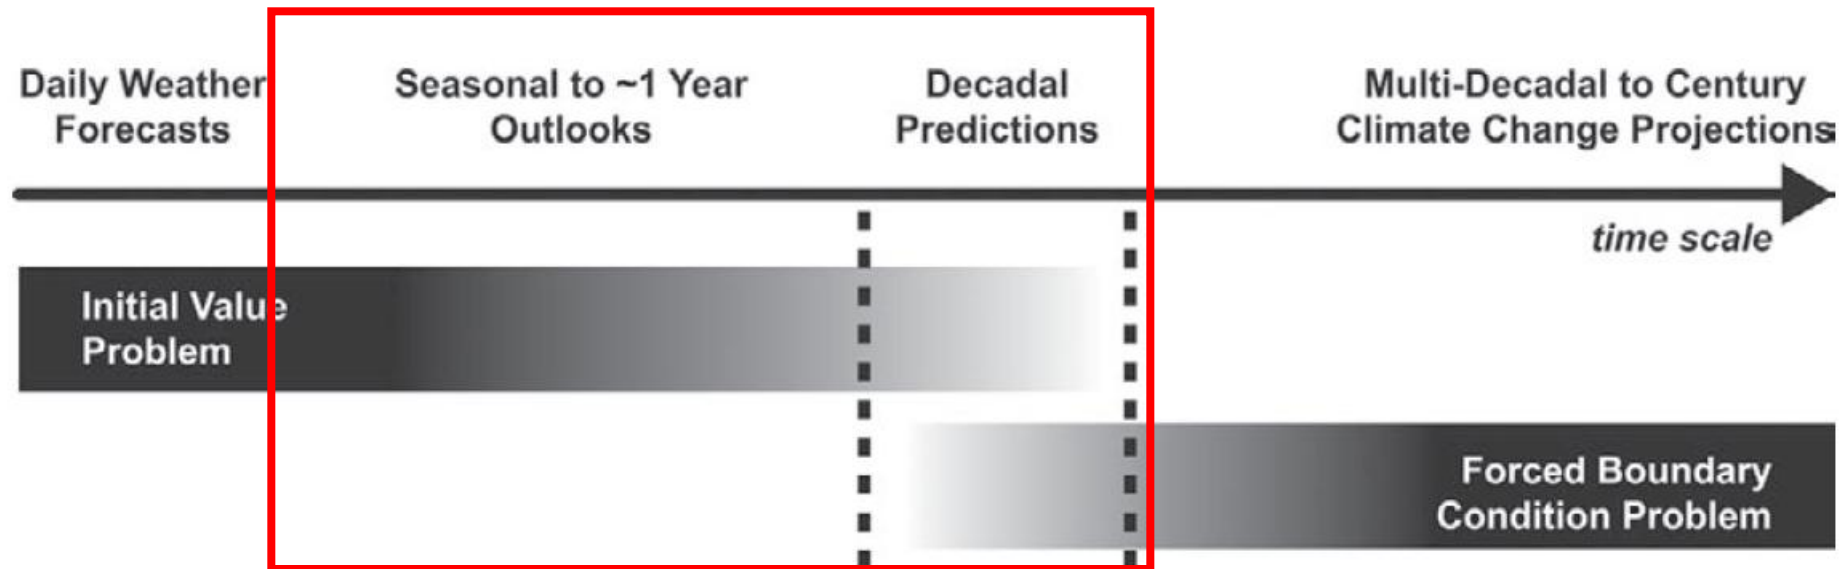 Daily Weather
Forecasts
Seasonal to ~1 Year
Outlooks
Decadal
Predictions
Multi-Decadal to Century
Climate Change Projections
time scale
Initial Value
Problem
Forced Boundary
Condition Problem